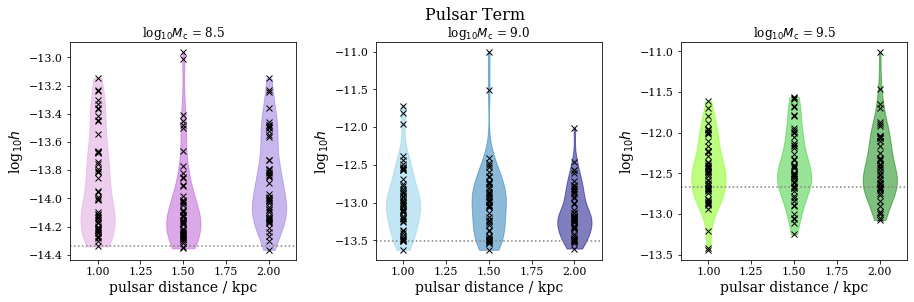 Pulsar Term
log₁₀M_c = 8.5
log₁₀M_c = 9.0
log₁₀M_c = 9.5
log₁₀h
−13.0
−13.2
−13.4
−13.6
−13.8
−14.0
−14.2
−14.4
1.00 1.25 1.50 1.75 2.00
pulsar distance / kpc
log₁₀h
−11.0
−11.5
−12.0
−12.5
−13.0
−13.5
1.00 1.25 1.50 1.75 2.00
pulsar distance / kpc
log₁₀h
−11.0
−11.5
−12.0
−12.5
−13.0
−13.5
1.00 1.25 1.50 1.75 2.00
pulsar distance / kpc